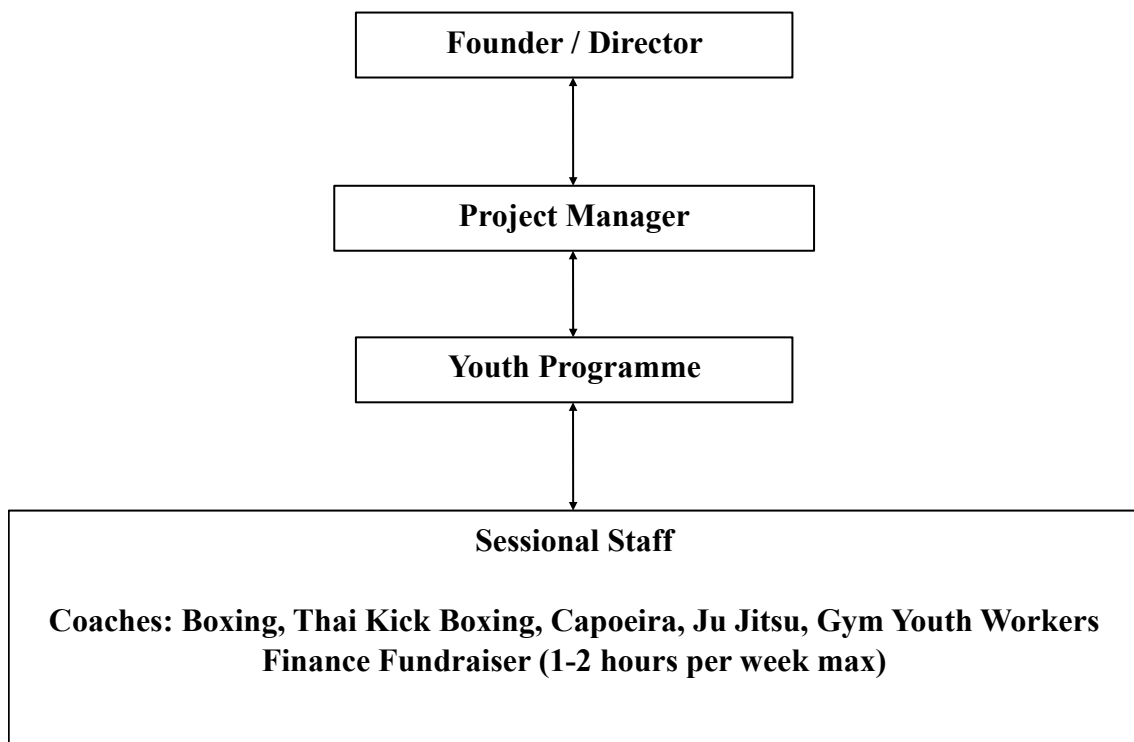 Founder / Director
Project Manager
Youth Programme
Sessional Staff
Coaches: Boxing, Thai Kick Boxing, Capoeira, Ju Jitsu, Gym Youth Workers
Finance Fundraiser (1-2 hours per week max)